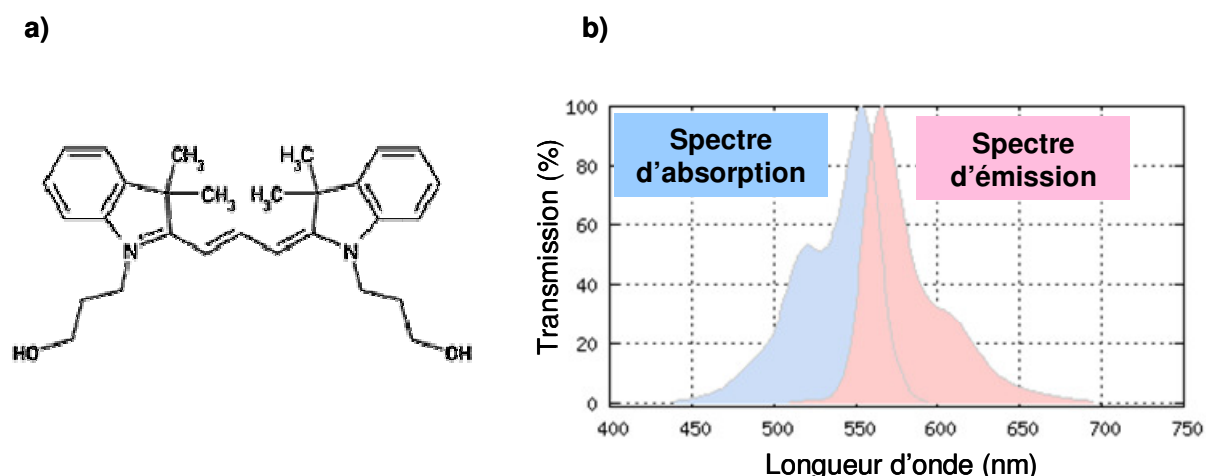 a)
CH₃
CH₃
H₃C
H₃C
N⁺
N
HO
OH
b)
Transmission (%)
100
80
60
40
20
0
Spectre
d'absorption
Spectre
d'émission
400 450 500 550 600 650 700 750
Longueur d'onde (nm)